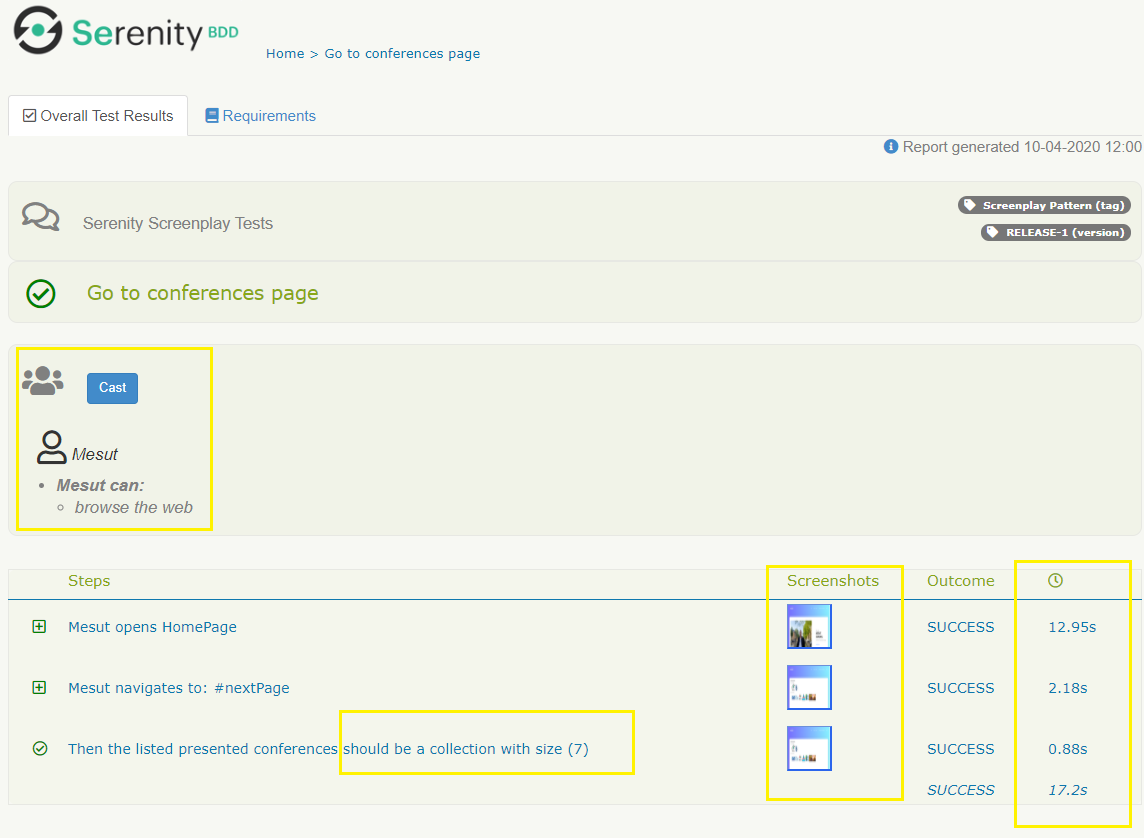 Serenity BDD
Home > Go to conferences page
Overall Test Results Requirements
Report generated 10-04-2020 12:00
Serenity Screenplay Tests
Screenplay Pattern (tag)
RELEASE-1 (version)
Go to conferences page
Cast
Mesut
Mesut can:
browse the web
Steps Screenshots Outcome
Mesut opens HomePage SUCCESS 12.95s
Mesut navigates to: #nextPage SUCCESS 2.18s
Then the listed presented conferences should be a collection with size (7) SUCCESS 0.88s
SUCCESS 17.2s